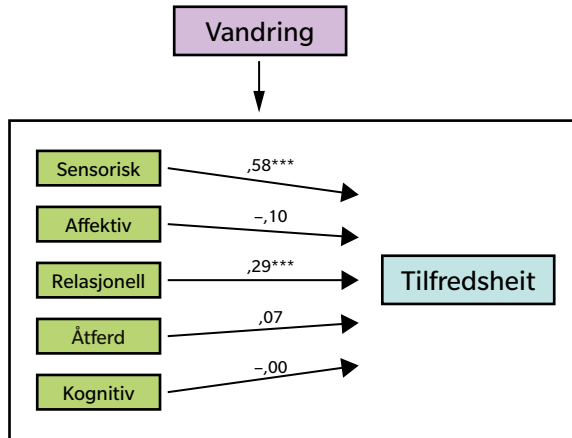 Vandring
Sensorisk
,58***
Affektiv
–,10
Relasjonell
,29***
Tilfredsheit
Åtferd
,07
Kognitiv
–,00